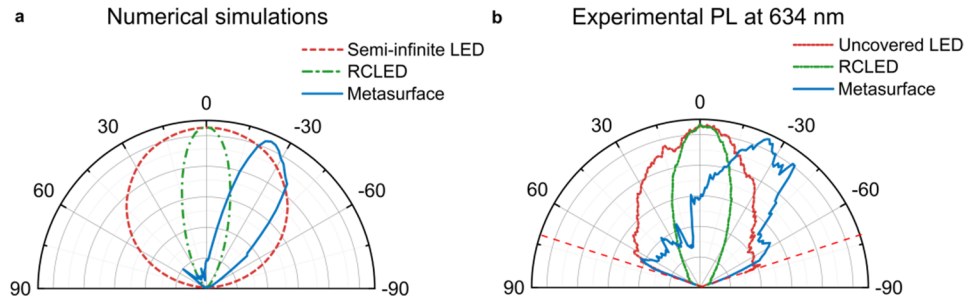 a
Numerical simulations
Semi-infinite LED
RCLED
Metasurface
0
30
-30
60
-60
90
-90
b
Experimental PL at 634 nm
Uncovered LED
RCLED
Metasurface
0
30
-30
60
-60
90
-90